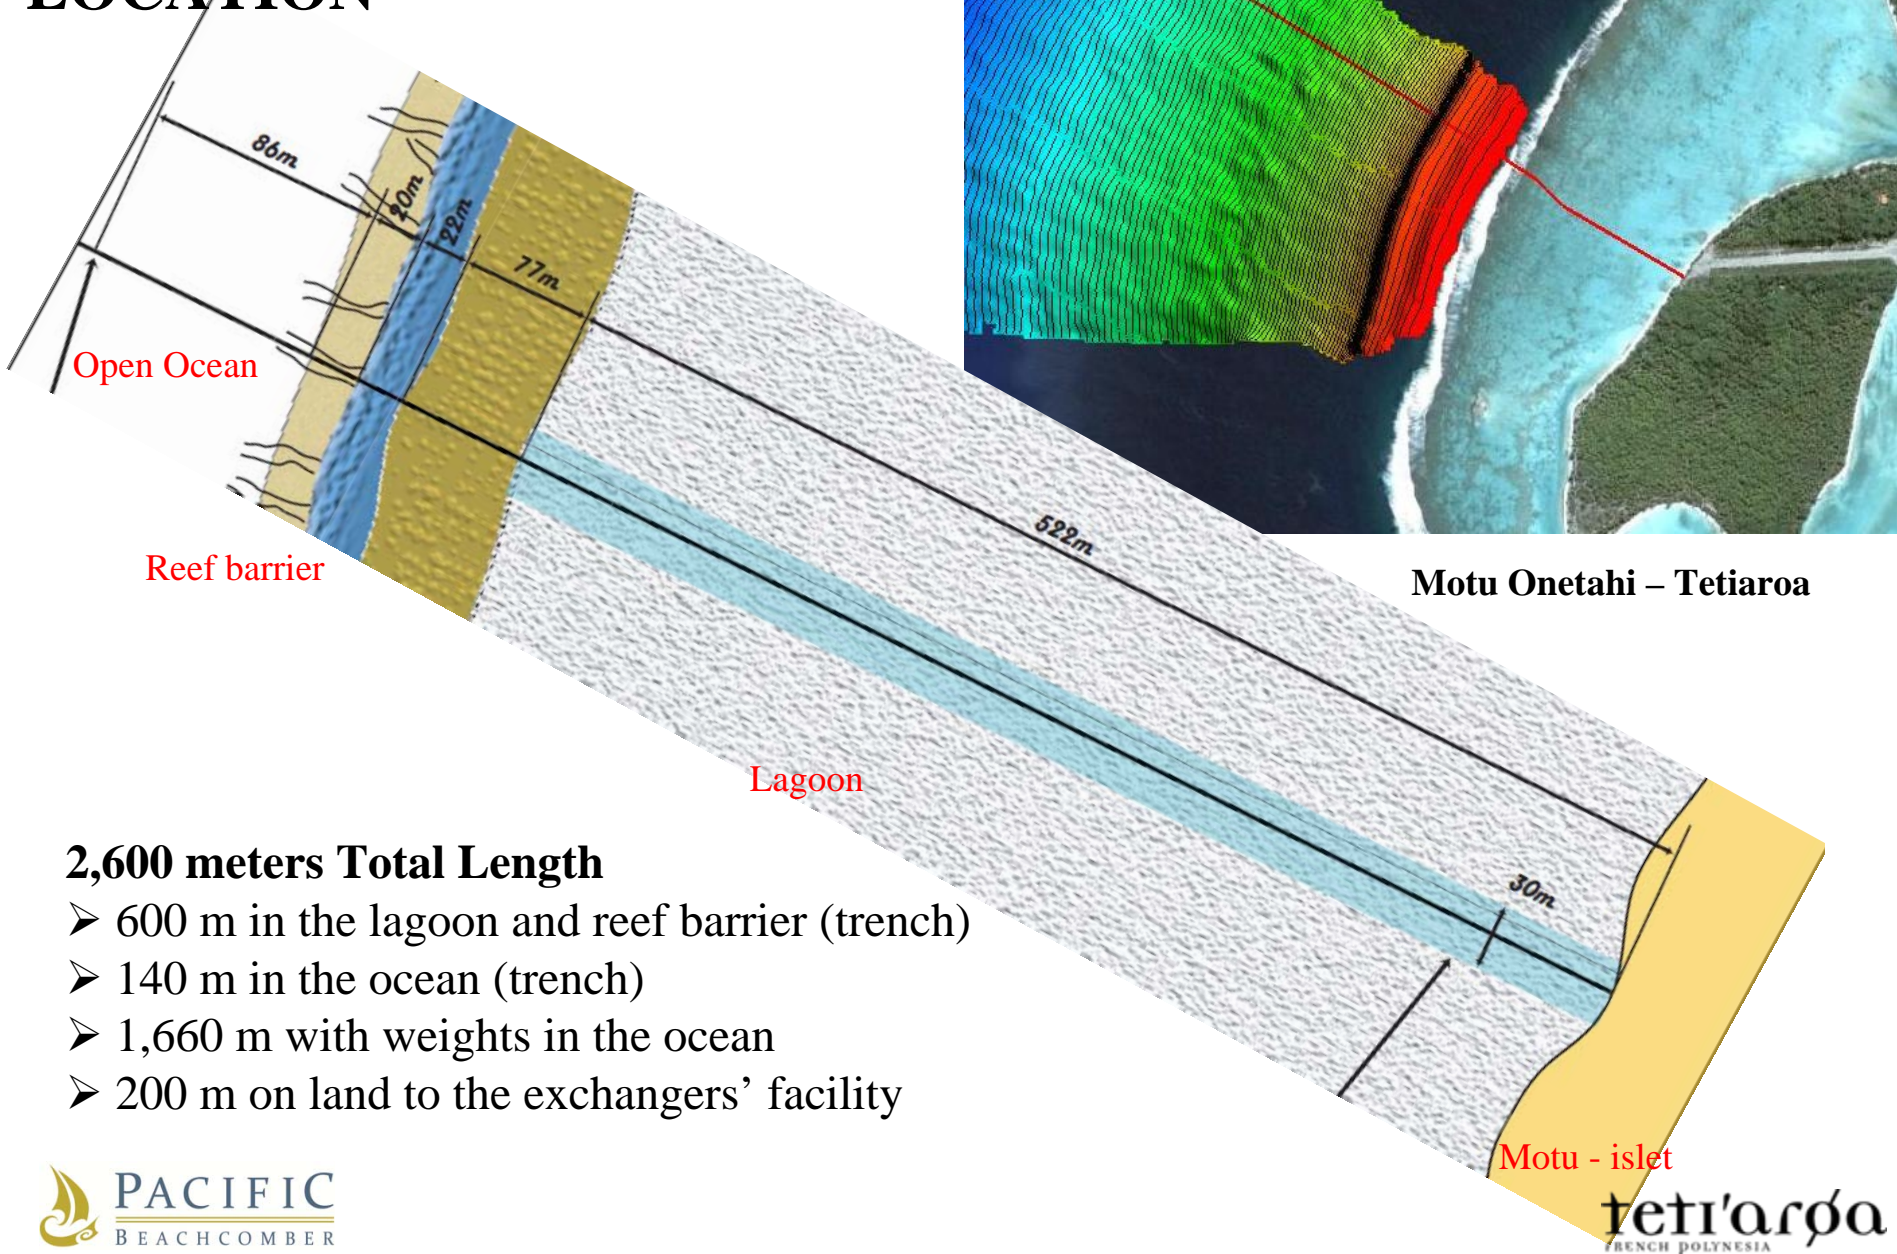 LOCATION
86m
20m
22m
77m
Open Ocean
522m
Reef barrier
Motu Onetahi – Tetiaroa
Lagoon
30m
2,600 meters Total Length
➢ 600 m in the lagoon and reef barrier (trench)
➢ 140 m in the ocean (trench)
➢ 1,660 m with weights in the ocean
➢ 200 m on land to the exchangers’ facility
Motu - islet
PACIFIC
BEACHCOMBER
teti'aroa
FRENCH POLYNESIA